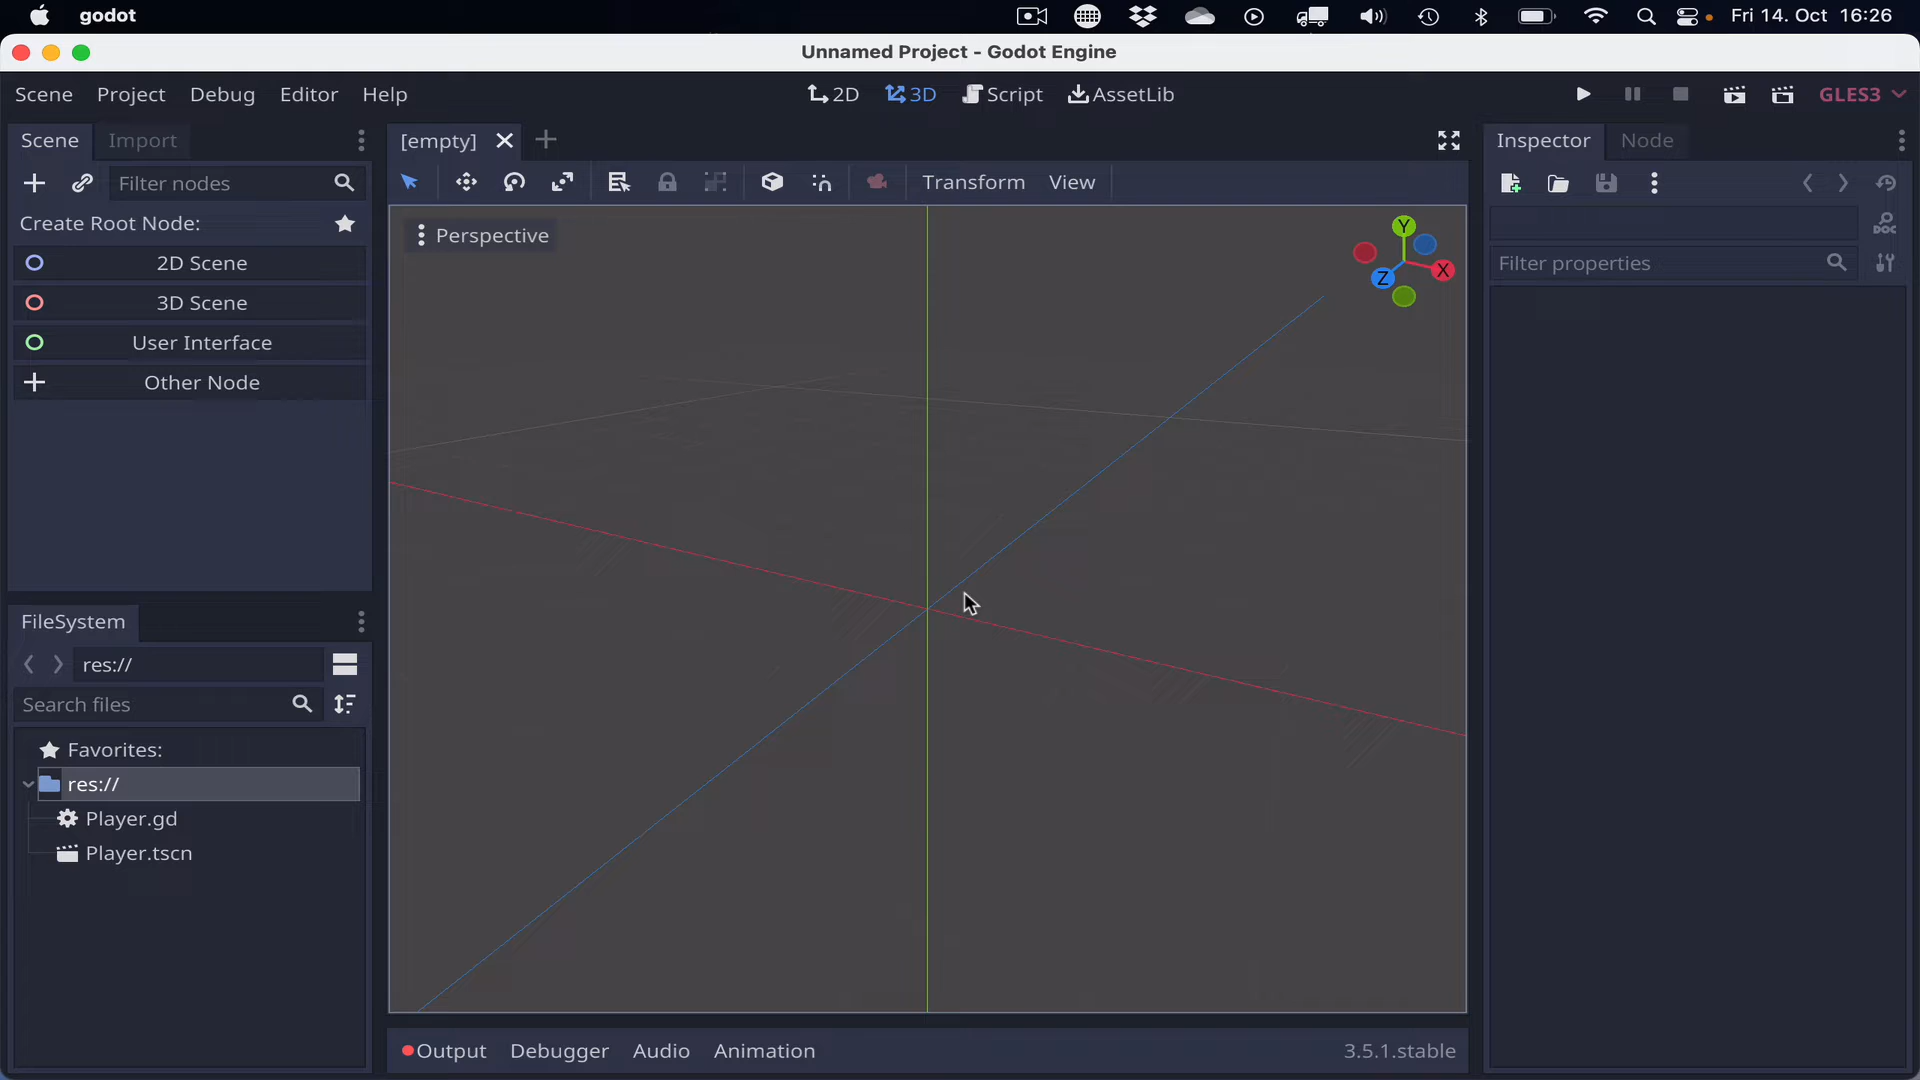 godot
Fri 14. Oct 16:26
Unnamed Project - Godot Engine
Scene Project Debug Editor Help
2D 3D Script AssetLib
GLES3
Scene Import
[empty]
Inspector Node
Filter nodes
Transform View
Create Root Node:
Perspective
Y
X
Z
DOC
2D Scene
Filter properties
3D Scene
User Interface
Other Node
FileSystem
res://
Search files
Favorites:
res://
Player.gd
Player.tscn
Output Debugger Audio Animation
3.5.1.stable